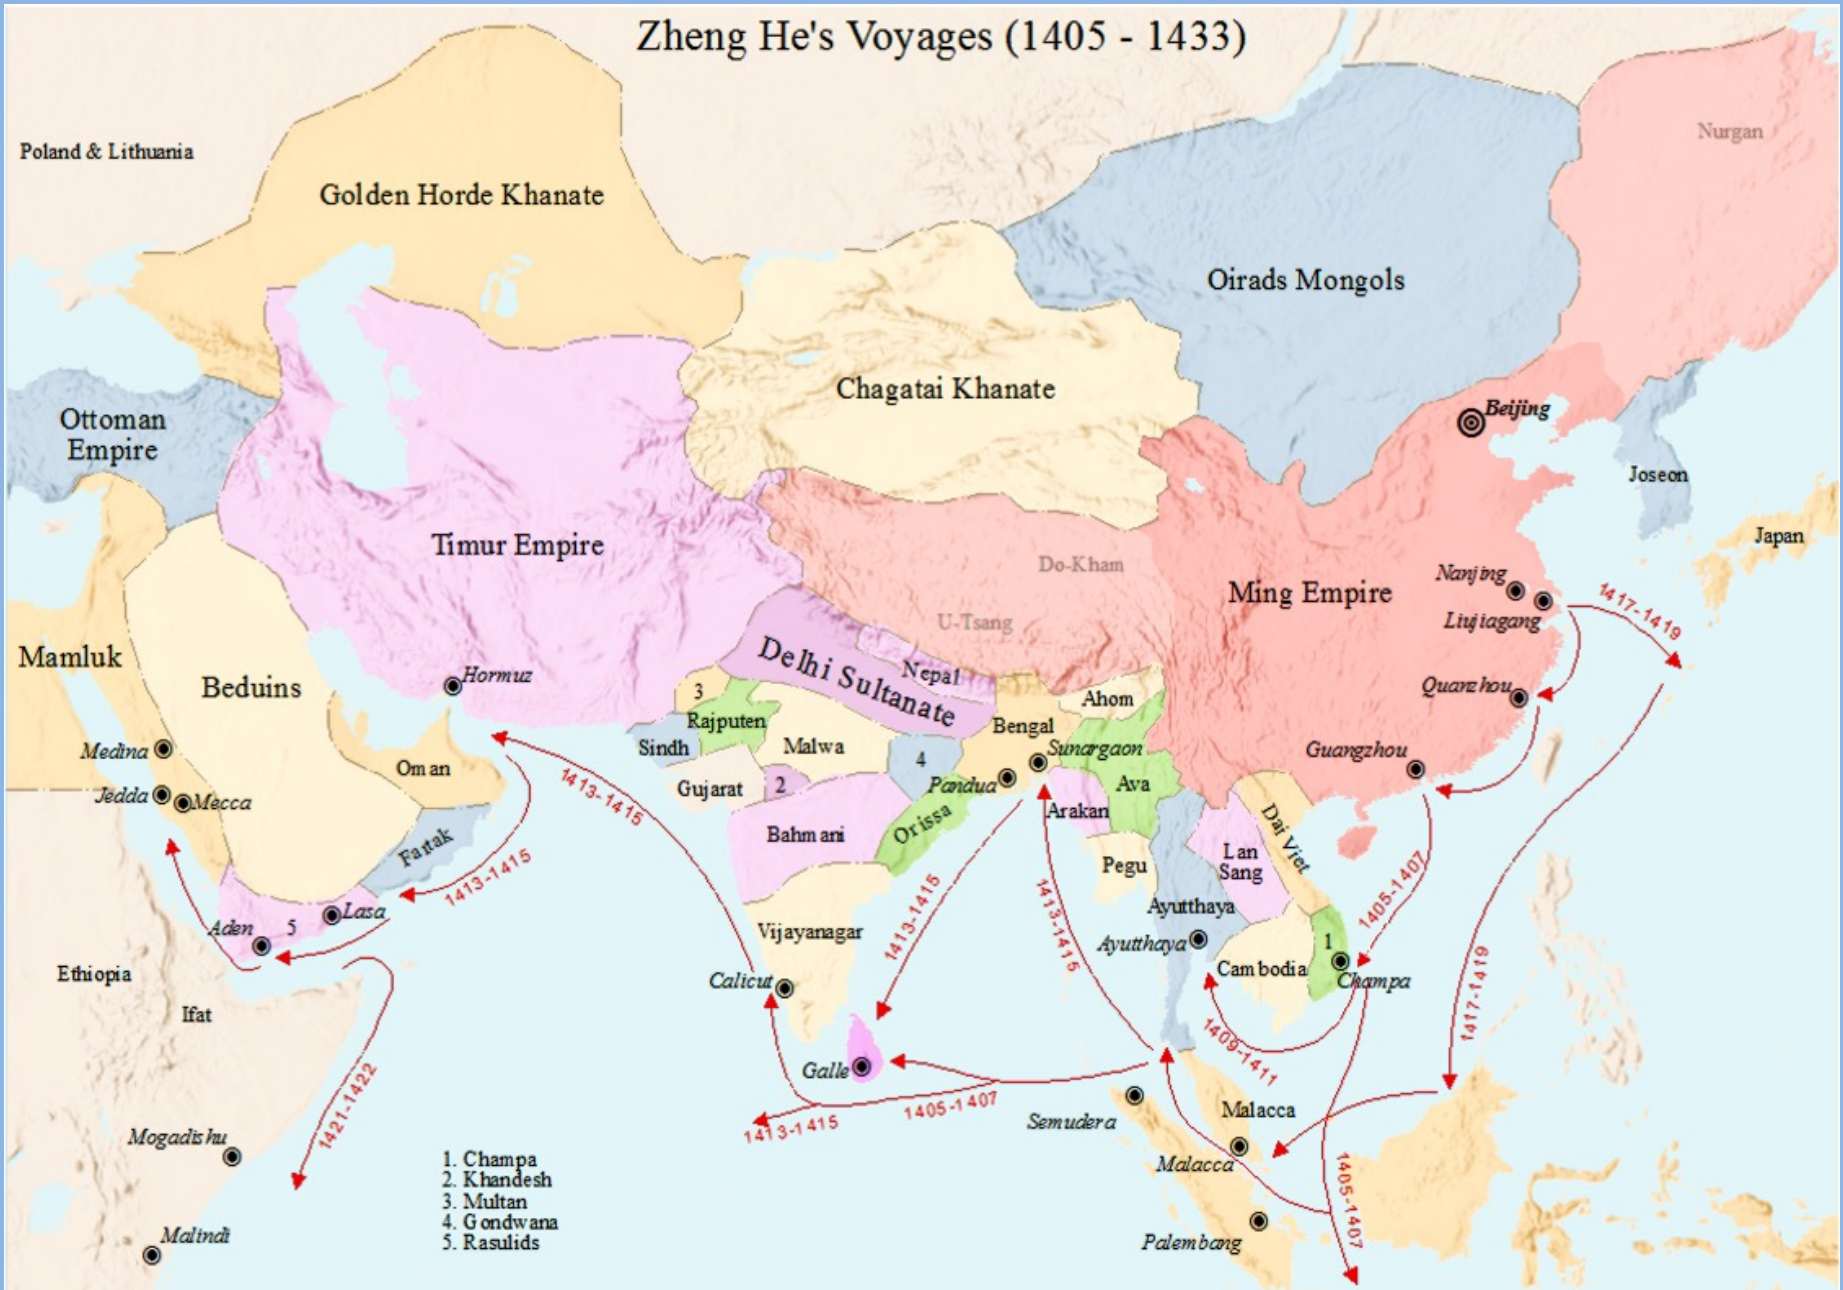 Zheng He's Voyages (1405 - 1433)
Nurgan
Poland & Lithuania
Golden Horde Khanate
Oirads Mongols
Chagatai Khanate
Beijing
Ottoman
Empire
Joseon
Timur Empire
Japan
Do-Kham
Ming Empire
Nanjing
Liujiagang
1417-1419
U-Tsang
Mamluk
Beduins
Hormuz
Delhi Sultanate
Nepal
Quanzhou
3
Rajputen
Ahom
Bengal
Sindh
Malwa
4
Sunargaon
Guangzhou
Medina
Oman
Gujarat
2
Pandua
Ava
Jedda
Mecca
1413-1415
Arakan
Dai Viet
Bahmani
Orissa
Fartak
1413-1415
Pegu
Lan
Sang
1405-1407
Lasa
Aden
5
1413-1415
1413-1415
Vijayanagar
Ayutthaya
Ayutthaya
1
Cambodia
Champa
Ethiopia
Calicut
Ifat
1417-1419
1409-1411
Galle
1421-1422
1405-1407
1413-1415
Semudera
Malacca
Malacca
Mogadishu
1405-1407
Palembang
Malindi
1. Champa
2. Khandesh
3. Multan
4. Gondwana
5. Rasulids